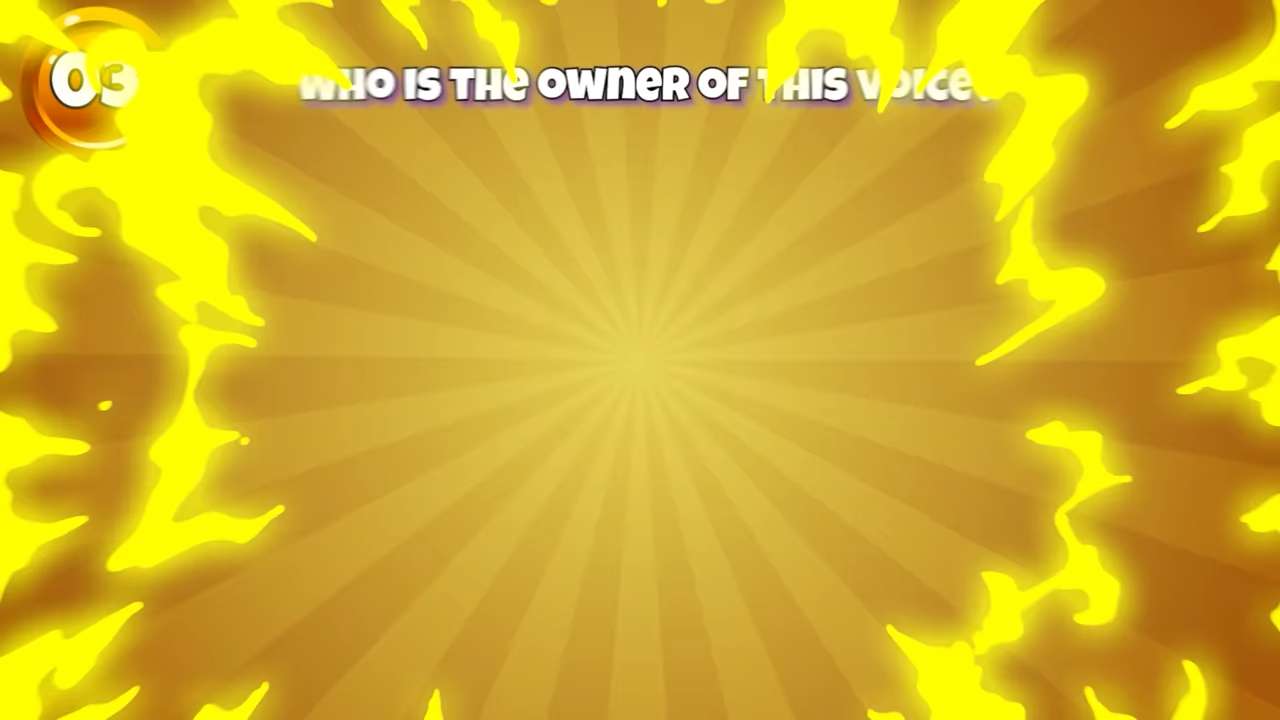 03
WHO IS THE OWNER OF THIS VOICE?